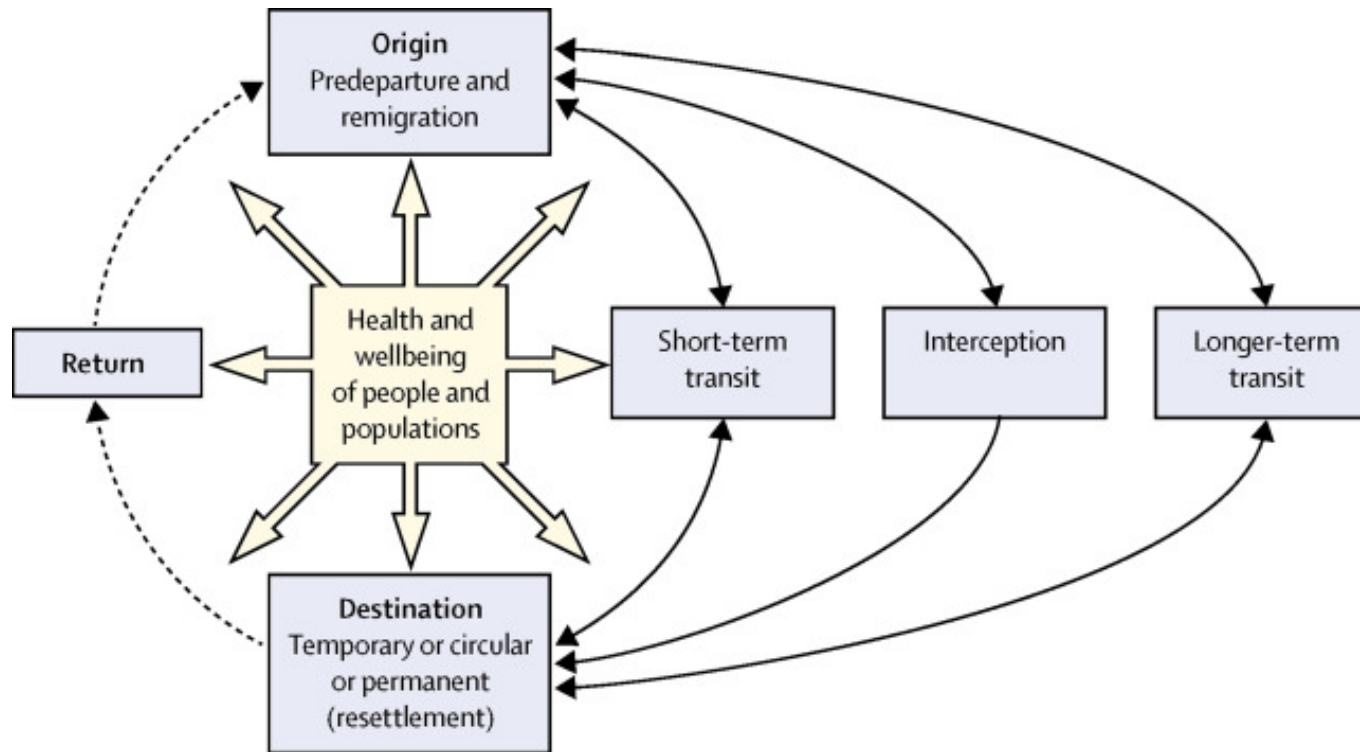 Origin
Predeparture and
remigration
Return
Health and
wellbeing
of people and
populations
Short-term
transit
Interception
Longer-term
transit
Destination
Temporary or circular
or permanent
(resettlement)